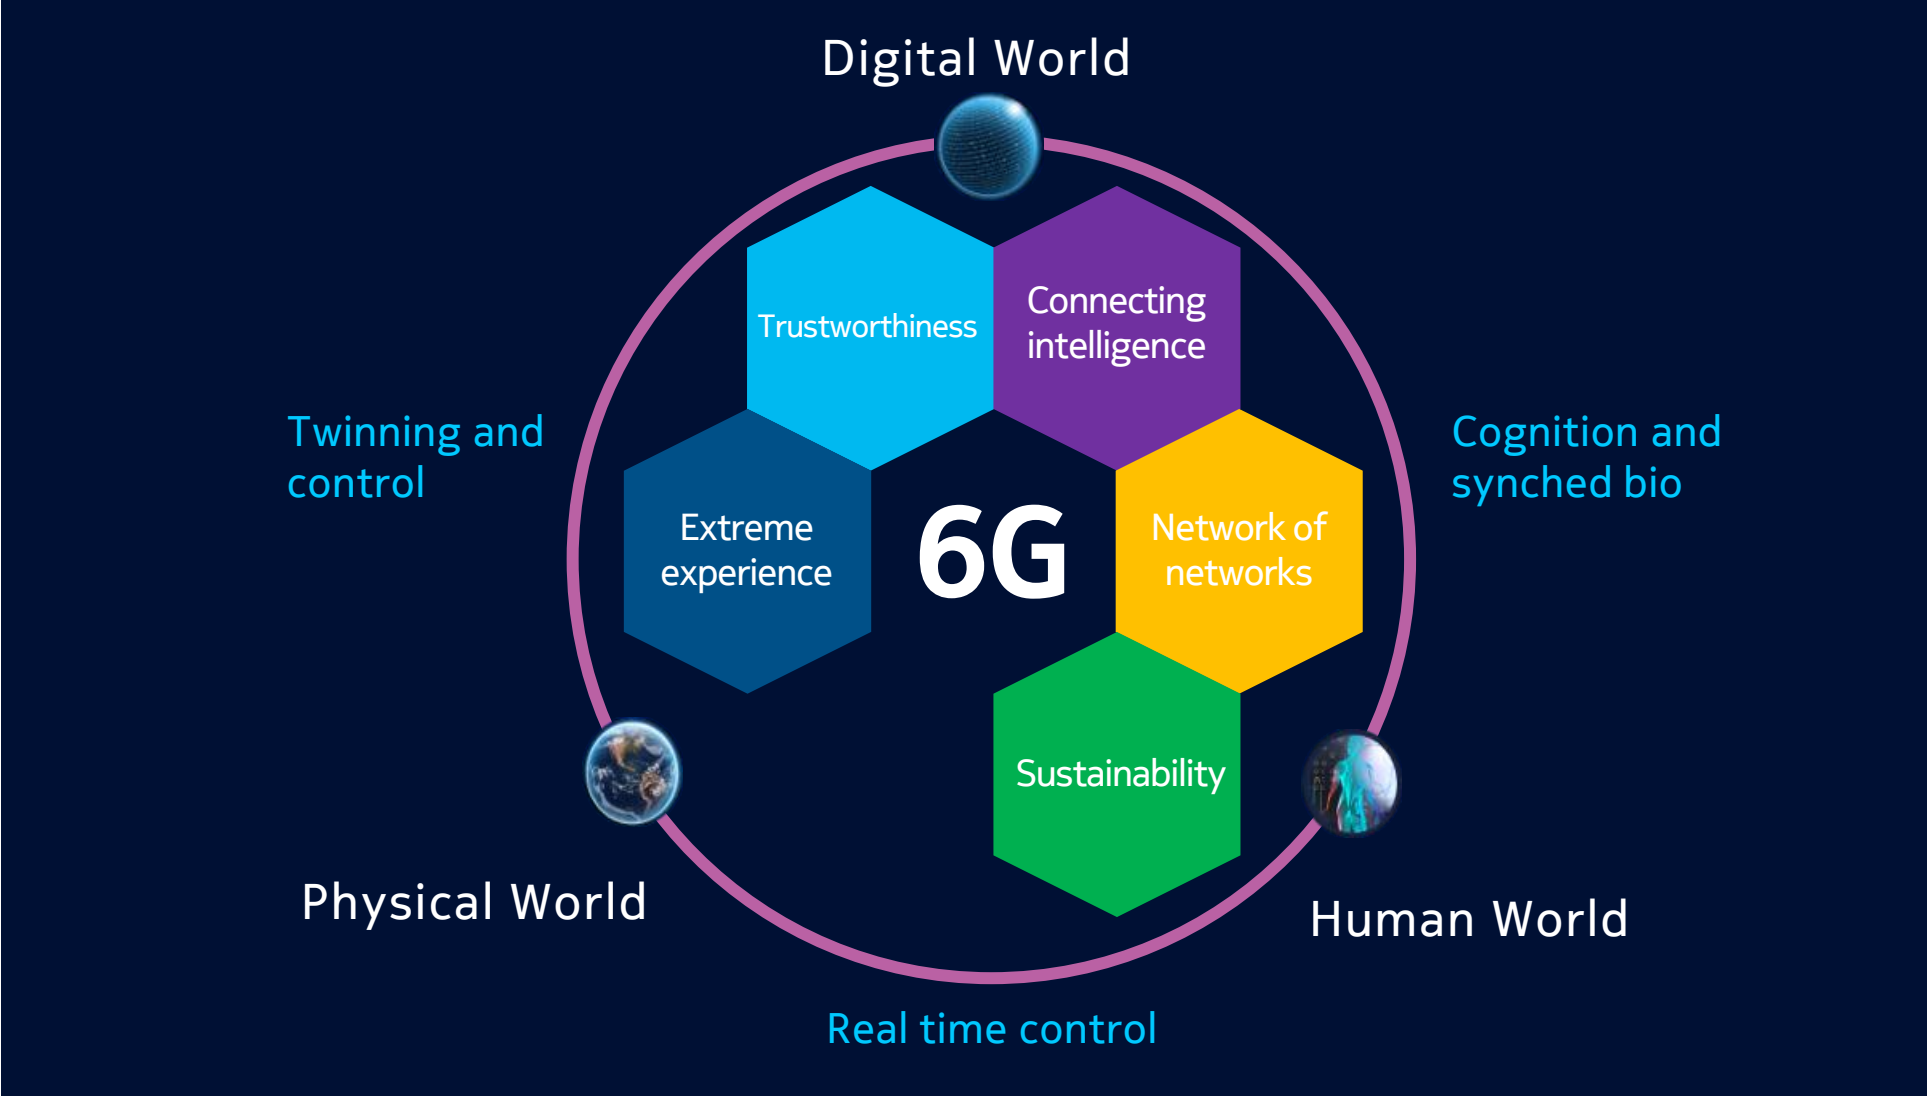 Digital World
Trustworthiness
Connecting
intelligence
Twinning and
control
Cognition and
synched bio
Extreme
experience
6G
Network of
networks
Sustainability
Physical World
Human World
Real time control